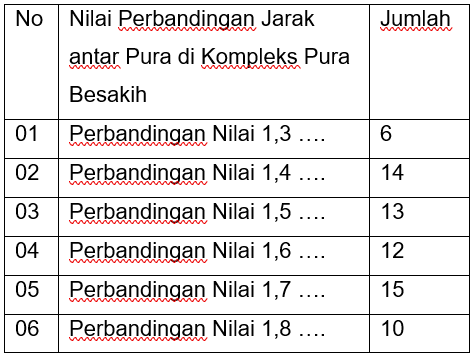 No Nilai Perbandingan Jarak Jumlah
antar Pura di Kompleks Pura
Besakih
01 Perbandingan Nilai 1,3 .... 6
02 Perbandingan Nilai 1,4 .... 14
03 Perbandingan Nilai 1,5 .... 13
04 Perbandingan Nilai 1,6 .... 12
05 Perbandingan Nilai 1,7 .... 15
06 Perbandingan Nilai 1,8 .... 10